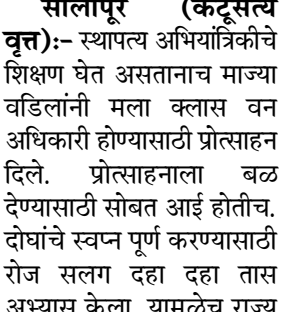 सोलापूर (कटूसत्य
वृत्त):- स्थापत्य अभियांत्रिकीचे
शिक्षण घेत असतानाच माज्या
वडिलांनी मला क्लास वन
अधिकारी होण्यासाठी प्रोत्साहन
दिले. प्रोत्साहनाला बळ
देण्यासाठी सोबत आई होतीच.
दोघांचे स्वप्न पूर्ण करण्यासाठी
रोज सलग दहा दहा तास
अभ्यास केला. यामुळेच राज्य